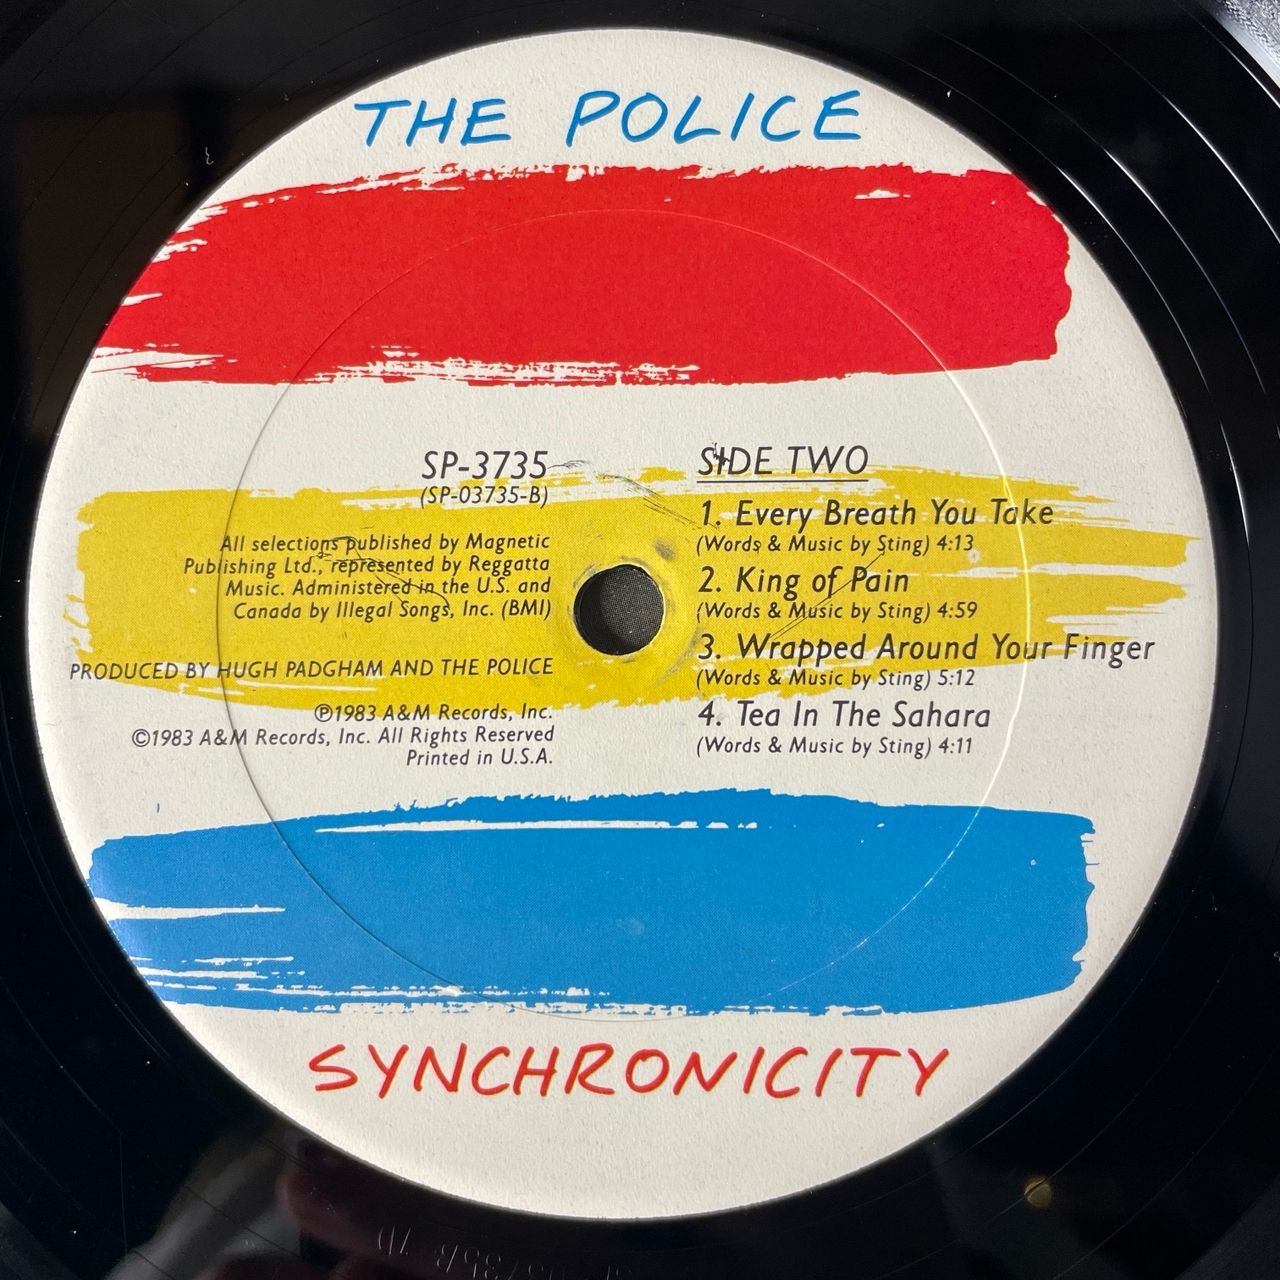 THE POLICE
SP-3735
(SP-03735-B)
All selections published by Magnetic
Publishing Ltd., represented by Reggatta
Music. Administered in the U.S. and
Canada by Illegal Songs, Inc. (BMI)
PRODUCED BY HUGH PADGHAM AND THE POLICE
℗1983 A&M Records, Inc.
©1983 A&M Records, Inc. All Rights Reserved
Printed in U.S.A.
SIDE TWO
1. Every Breath You Take
(Words & Music by Sting) 4:13
2. King of Pain
(Words & Music by Sting) 4:59
3. Wrapped Around Your Finger
(Words & Music by Sting) 5:12
4. Tea In The Sahara
(Words & Music by Sting) 4:11
SYNCHRONICITY